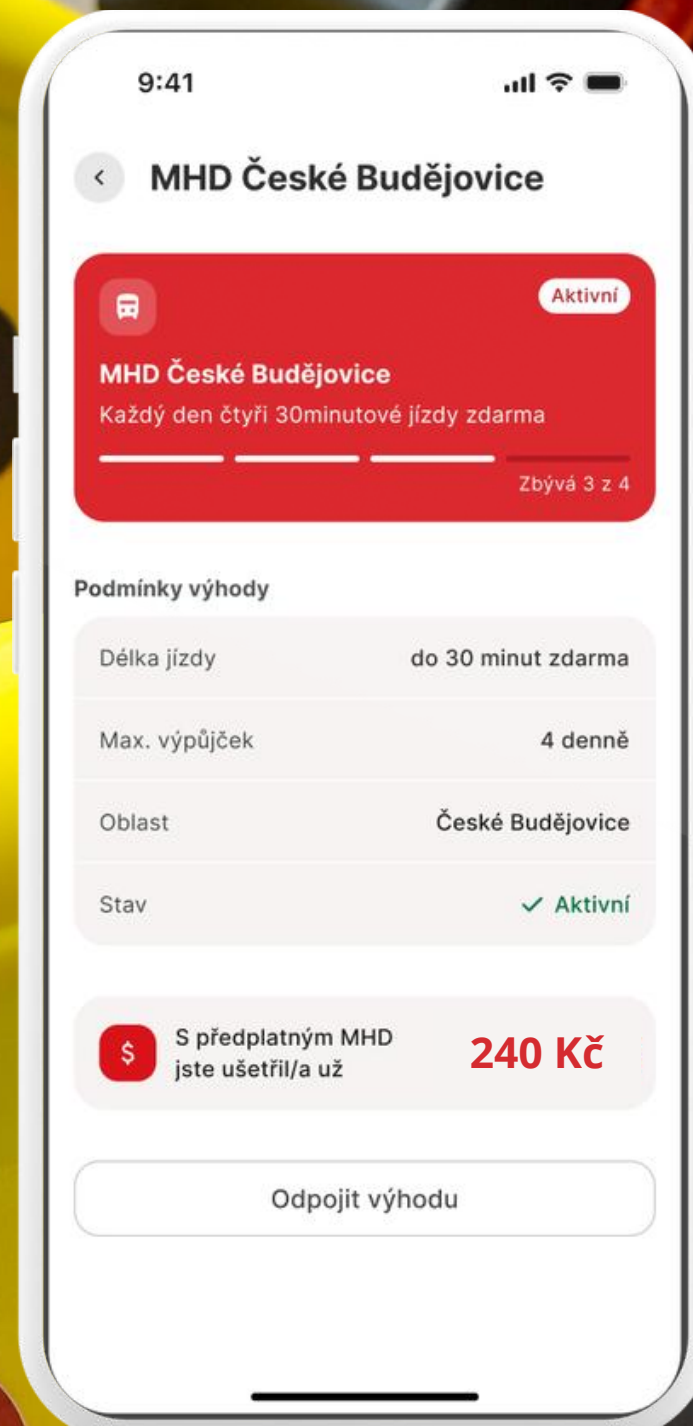 9:41
MHD České Budějovice
Aktivní
MHD České Budějovice
Každý den čtyři 30minutové jízdy zdarma
Zbývá 3 z 4
Podmínky výhody
Délka jízdy do 30 minut zdarma
Max. výpůjček 4 denně
Oblast České Budějovice
Stav ✓ Aktivní
$
S předplatným MHD
jste ušetřil/a už
240 Kč
Odpojit výhodu